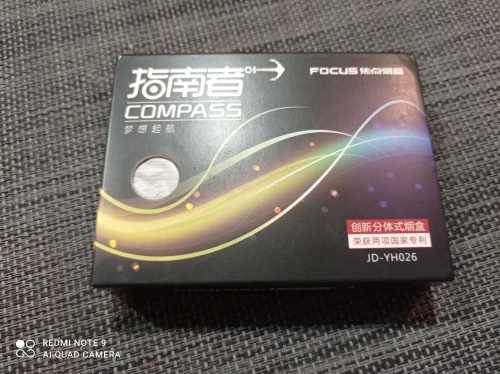 指南者
01
FOCUS 焦点烟盒
COMPASS
梦想起航
创新分体式烟盒
荣获两项国家专利
JD-YH026
REDMI NOTE 9
AI QUAD CAMERA